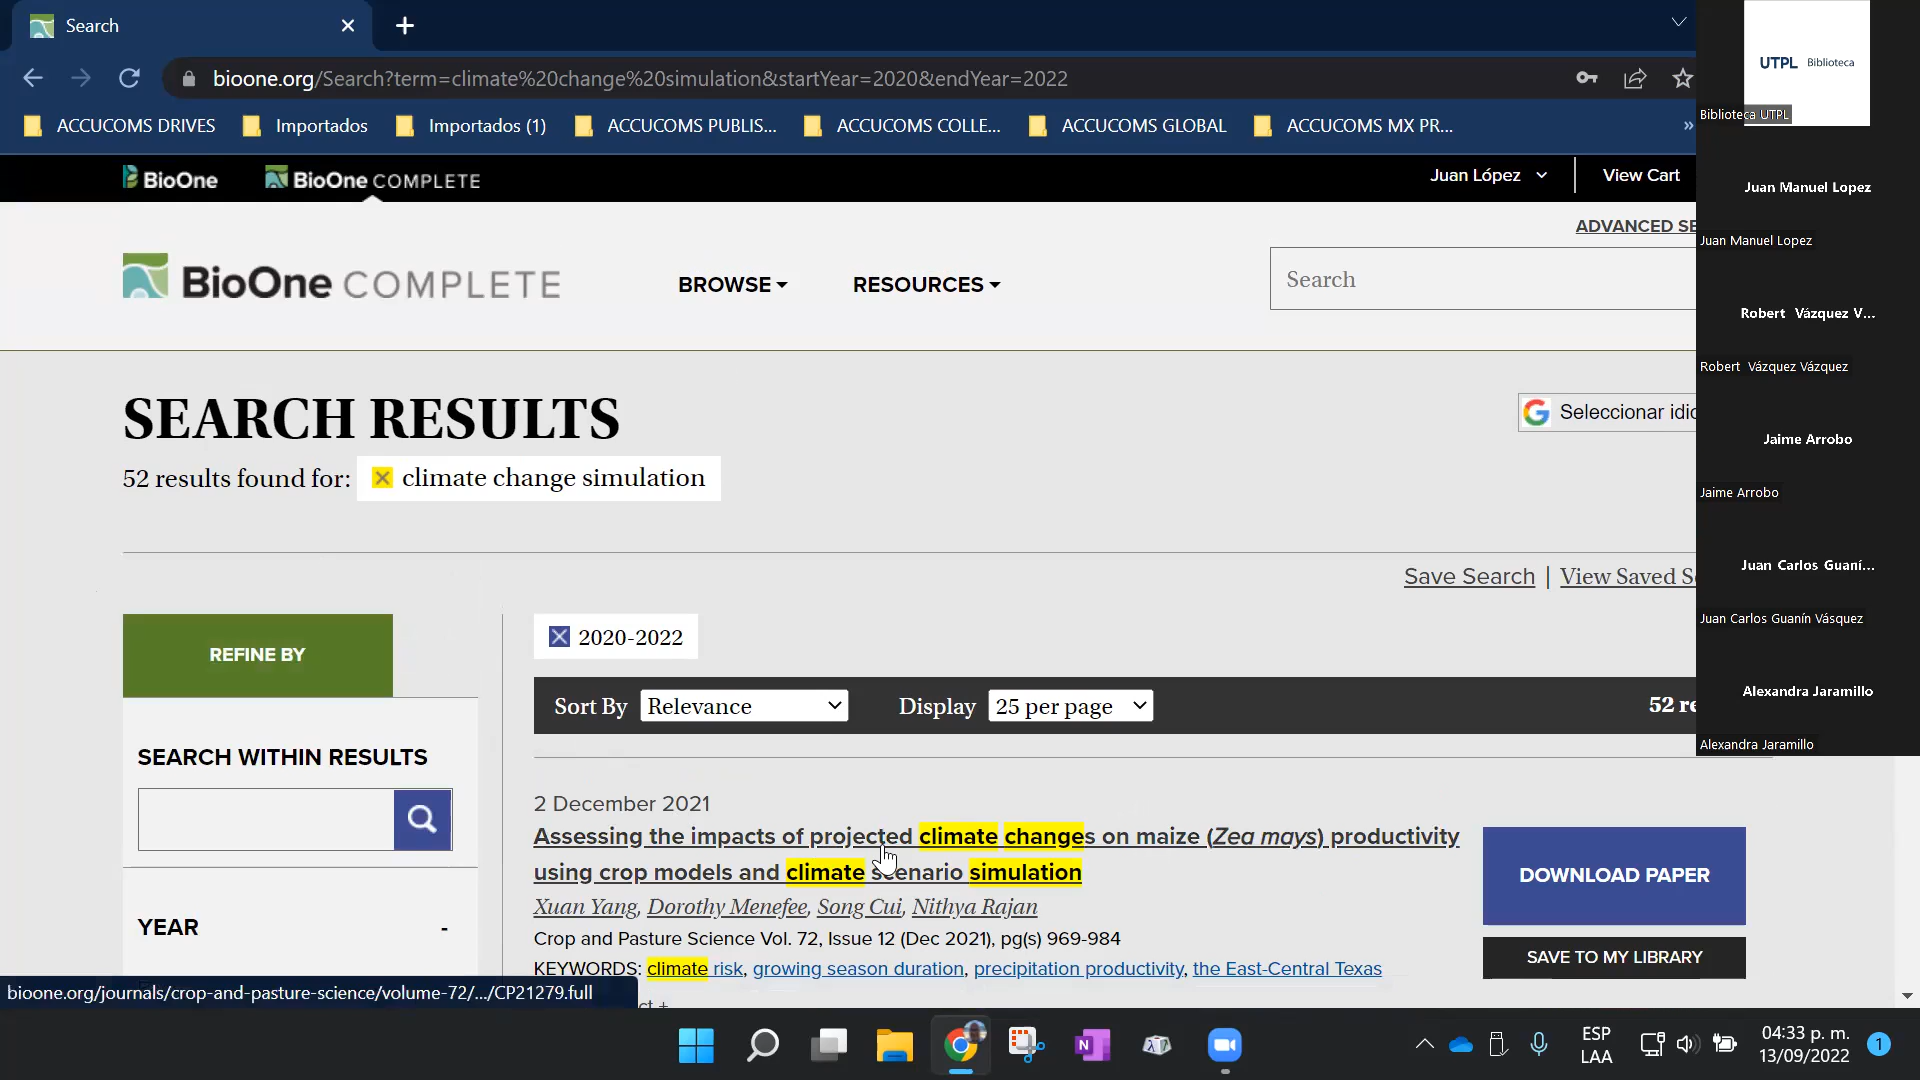 Search
bioone.org/Search?term=climate%20change%20simulation&startYear=2020&endYear=2022
ACCUCOMS DRIVES
Importados
Importados (1)
ACCUCOMS PUBLIS...
ACCUCOMS COLLE...
ACCUCOMS GLOBAL
ACCUCOMS MX PR...
»
BioOne
BioOne COMPLETE
Juan López
View Cart
ADVANCED SE
BioOne COMPLETE
BROWSE
RESOURCES
Search
SEARCH RESULTS
Seleccionar idio
52 results found for:
climate change simulation
Save Search | View Saved Se
REFINE BY
2020-2022
Sort By
Relevance
Display
25 per page
52 re
SEARCH WITHIN RESULTS
YEAR
-
2 December 2021
Assessing the impacts of projected climate changes on maize (Zea mays) productivity
using crop models and climate scenario simulation
Xuan Yang, Dorothy Menefee, Song Cui, Nithya Rajan
Crop and Pasture Science Vol. 72, Issue 12 (Dec 2021), pg(s) 969-984
KEYWORDS: climate risk, growing season duration, precipitation productivity, the East-Central Texas
ct +
DOWNLOAD PAPER
SAVE TO MY LIBRARY
bioone.org/journals/crop-and-pasture-science/volume-72/.../CP21279.full
UTPL Biblioteca
Biblioteca UTPL
Juan Manuel Lopez
Juan Manuel Lopez
Robert Vázquez V...
Robert Vázquez Vázquez
Jaime Arrobo
Jaime Arrobo
Juan Carlos Guaní...
Juan Carlos Guanín Vásquez
Alexandra Jaramillo
Alexandra Jaramillo
N
ESP
LAA
04:33 p. m.
13/09/2022
1